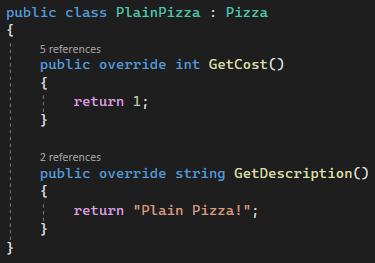 public class PlainPizza : Pizza
{
5 references
public override int GetCost()
{
return 1;
}
2 references
public override string GetDescription()
{
return "Plain Pizza!";
}
}